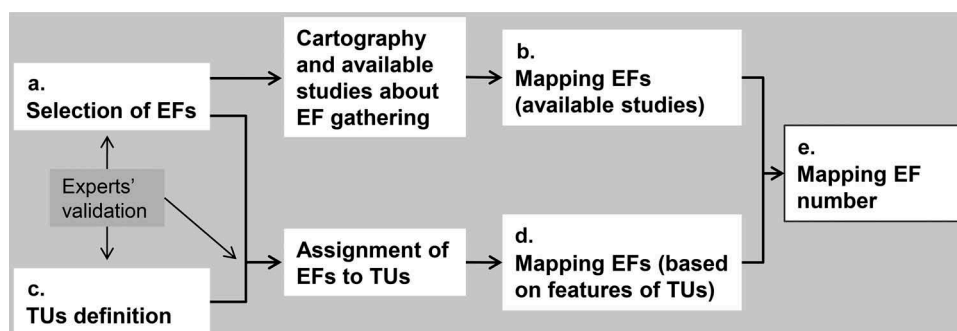 a.
Selection of EFs
Cartography
and available
studies about
EF gathering
b.
Mapping EFs
(available studies)
Experts'
validation
c.
TUs definition
Assignment of
EFs to TUs
d.
Mapping EFs (based
on features of TUs)
e.
Mapping EF
number